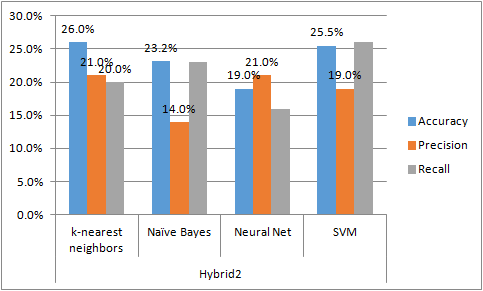 30.0%
25.0%
20.0%
15.0%
10.0%
5.0%
0.0%
26.0%
21.0%
20.0%
23.2%
14.0%
19.0%
21.0%
25.5%
19.0%
k-nearest
neighbors
Naïve Bayes
Neural Net
SVM
Hybrid2
Accuracy
Precision
Recall